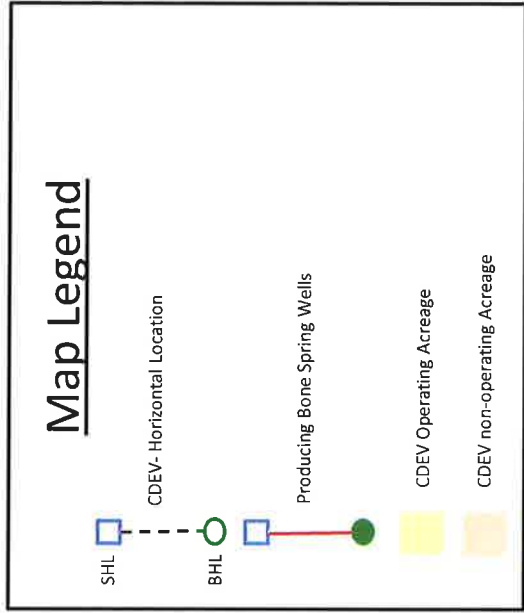 Map Legend
SHL
CDEV- Horizontal Location
BHL
Producing Bone Spring Wells
CDEV Operating Acreage
CDEV non-operating Acreage